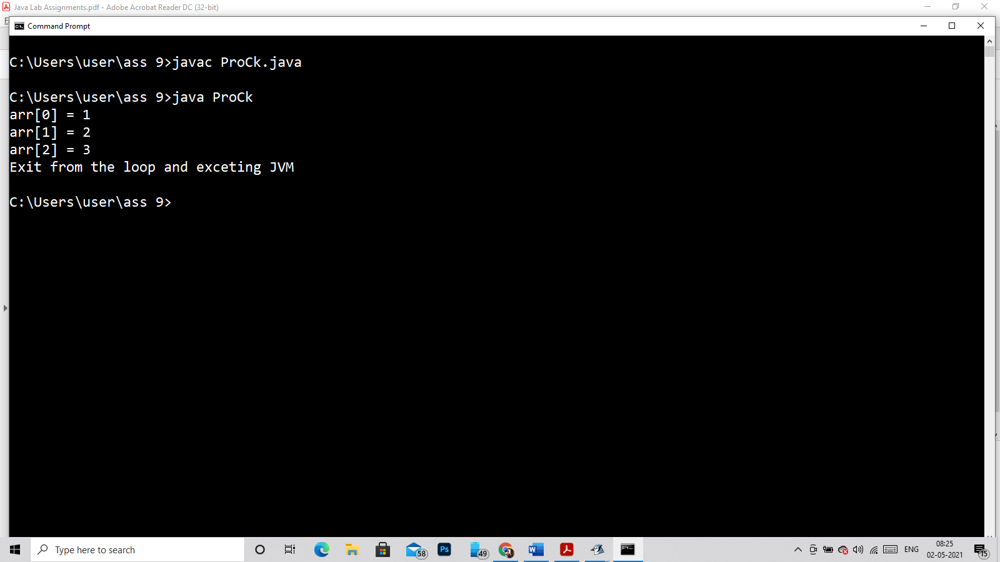 Java Lab Assignments.pdf - Adobe Acrobat Reader DC (32-bit)
Command Prompt
C:\Users\user\ass 9>javac ProCk.java
C:\Users\user\ass 9>java ProCk
arr[0] = 1
arr[1] = 2
arr[2] = 3
Exit from the loop and exceting JVM
C:\Users\user\ass 9>
Type here to search
58
Ps
49
W
ENG
08:25
02-05-2021
15